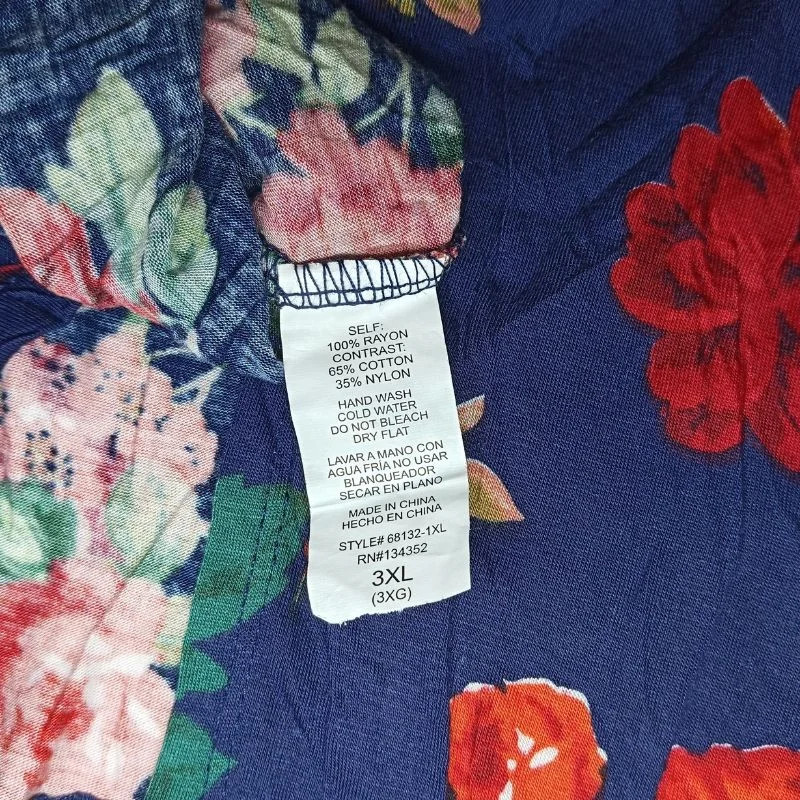 SELF:
100% RAYON
CONTRAST:
65% COTTON
35% NYLON
HAND WASH
COLD WATER
DO NOT BLEACH
DRY FLAT
LAVAR A MANO CON
AGUA FRÍA NO USAR
BLANQUEADOR
SECAR EN PLANO
MADE IN CHINA
HECHO EN CHINA
STYLE# 68132-1XL
RN#134352
3XL
(3XG)